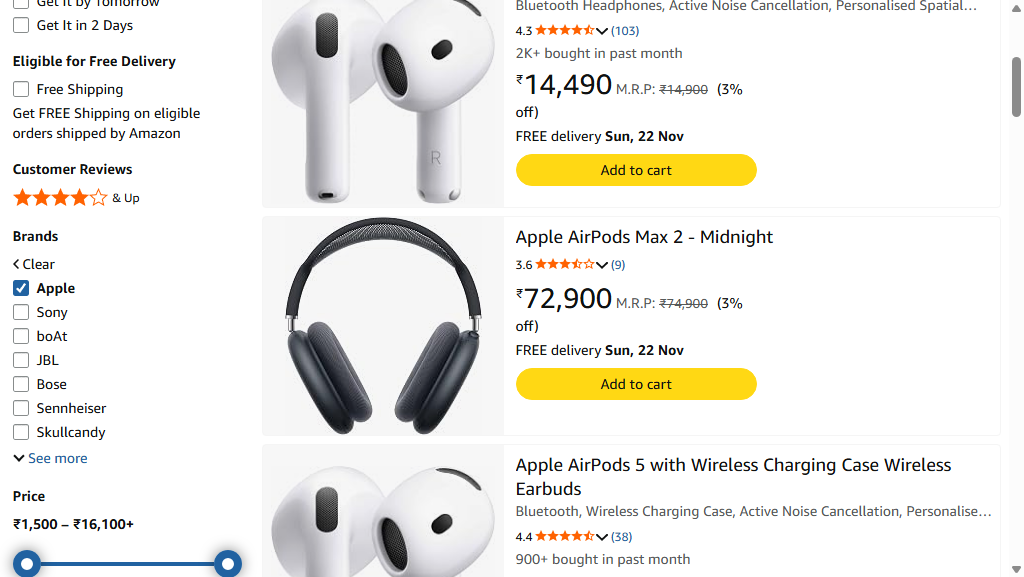 Get It by Tomorrow
Get It in 2 Days
Eligible for Free Delivery
Free Shipping
Get FREE Shipping on eligible
orders shipped by Amazon
Customer Reviews
& Up
Brands
Clear
Apple
Sony
boAt
JBL
Bose
Sennheiser
Skullcandy
See more
Price
₹1,500 – ₹16,100+
R
Bluetooth Headphones, Active Noise Cancellation, Personalised Spatial…
4.3 (103)
2K+ bought in past month
₹14,490 M.R.P: ₹14,900 (3%
off)
FREE delivery Sun, 22 Nov
Add to cart
Apple AirPods Max 2 - Midnight
3.6 (9)
₹72,900 M.R.P: ₹74,900 (3%
off)
FREE delivery Sun, 22 Nov
Add to cart
Apple AirPods 5 with Wireless Charging Case Wireless
Earbuds
Bluetooth, Wireless Charging Case, Active Noise Cancellation, Personalise…
4.4 (38)
900+ bought in past month